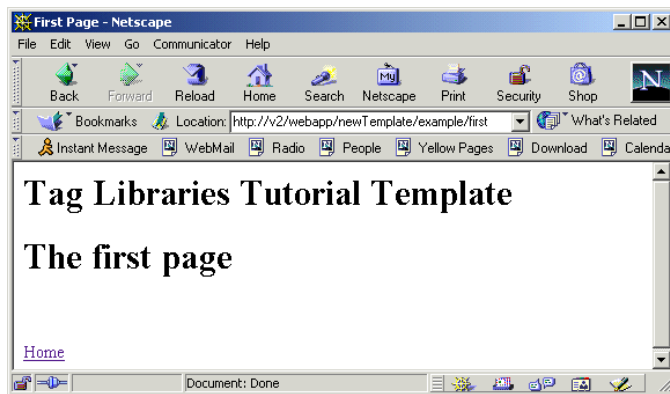 First Page - Netscape
File Edit View Go Communicator Help
My
N
Back Forward Reload Home Search Netscape Print Security Shop
Bookmarks Location: http://v2/webapp/newTemplate/example/first What's Related
Instant Message WebMail Radio People Yellow Pages Download Calenda
Tag Libraries Tutorial Template
The first page
Home
Document: Done